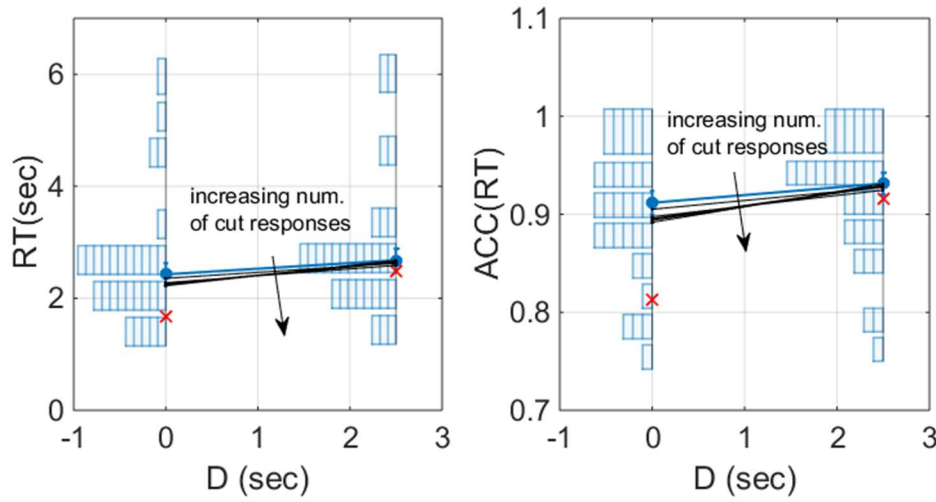 6
4
2
0
RT(sec)
increasing num.
of cut responses
-1 0 1 2 3
D (sec)
1.1
1
0.9
0.8
0.7
ACC(RT)
increasing num.
of cut responses
-1 0 1 2 3
D (sec)